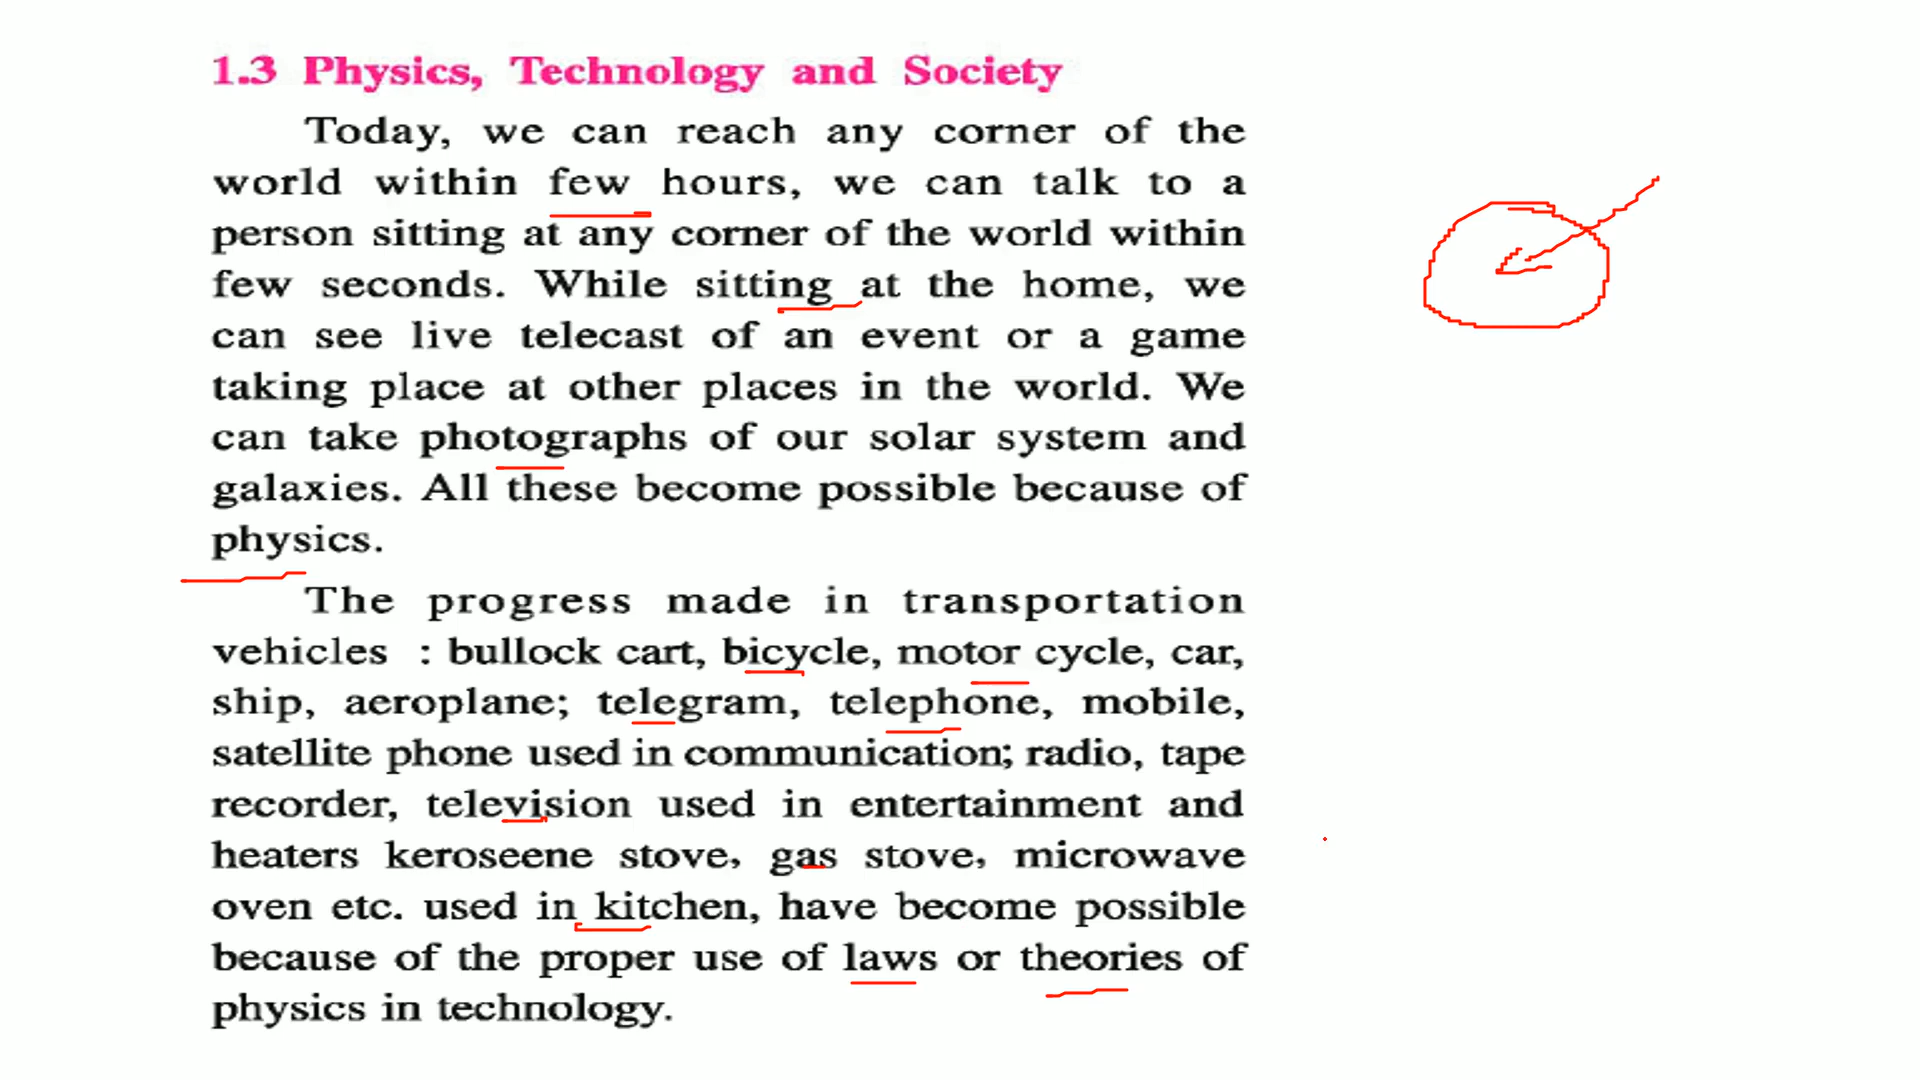 1.3 Physics, Technology and Society
Today, we can reach any corner of the
world within few hours, we can talk to a
person sitting at any corner of the world within
few seconds. While sitting at the home, we
can see live telecast of an event or a game
taking place at other places in the world. We
can take photographs of our solar system and
galaxies. All these become possible because of
physics.
The progress made in transportation
vehicles : bullock cart, bicycle, motor cycle, car,
ship, aeroplane; telegram, telephone, mobile,
satellite phone used in communication; radio, tape
recorder, television used in entertainment and
heaters keroseene stove, gas stove, microwave
oven etc. used in kitchen, have become possible
because of the proper use of laws or theories of
physics in technology.